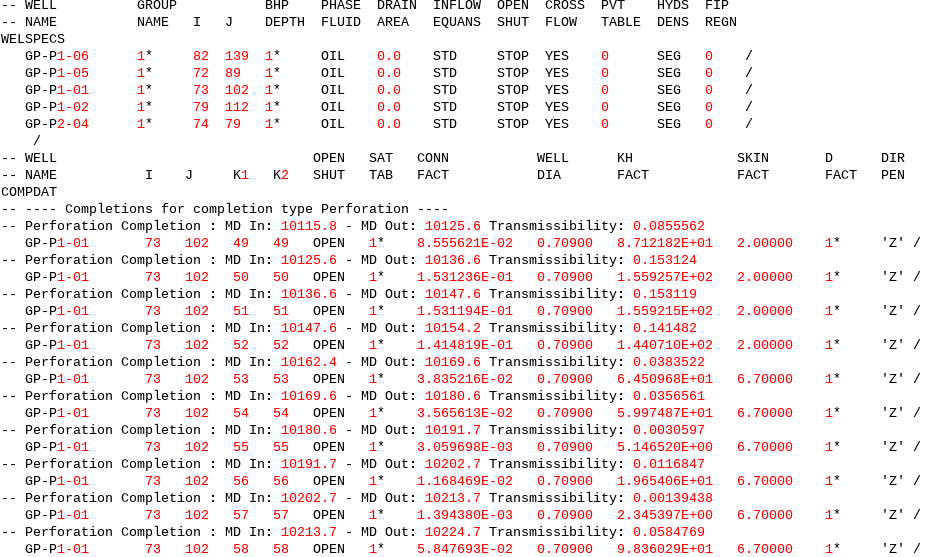 -- WELL          GROUP           BHP    PHASE  DRAIN  INFLOW  OPEN  CROSS  PVT    HYDS  FIP
-- NAME          NAME   I   J    DEPTH  FLUID  AREA   EQUANS  SHUT  FLOW   TABLE  DENS  REGN
WELSPECS
   GP-P1-06      1*     82  139  1*     OIL    0.0    STD     STOP  YES    0      SEG   0    /
   GP-P1-05      1*     72  89   1*     OIL    0.0    STD     STOP  YES    0      SEG   0    /
   GP-P1-01      1*     73  102  1*     OIL    0.0    STD     STOP  YES    0      SEG   0    /
   GP-P1-02      1*     79  112  1*     OIL    0.0    STD     STOP  YES    0      SEG   0    /
   GP-P2-04      1*     74  79   1*     OIL    0.0    STD     STOP  YES    0      SEG   0    /
    /
-- WELL                                OPEN   SAT   CONN           WELL      KH             SKIN       D      DIR
-- NAME           I    J     K1   K2   SHUT   TAB   FACT           DIA       FACT           FACT       FACT   PEN
COMPDAT
-- ---- Completions for completion type Perforation ----
-- Perforation Completion : MD In: 10115.8 - MD Out: 10125.6 Transmissibility: 0.0855562
   GP-P1-01       73   102   49   49   OPEN   1*    8.555621E-02   0.70900   8.712182E+01   2.00000    1*     'Z' /
-- Perforation Completion : MD In: 10125.6 - MD Out: 10136.6 Transmissibility: 0.153124
   GP-P1-01       73   102   50   50   OPEN   1*    1.531236E-01   0.70900   1.559257E+02   2.00000    1*     'Z' /
-- Perforation Completion : MD In: 10136.6 - MD Out: 10147.6 Transmissibility: 0.153119
   GP-P1-01       73   102   51   51   OPEN   1*    1.531194E-01   0.70900   1.559215E+02   2.00000    1*     'Z' /
-- Perforation Completion : MD In: 10147.6 - MD Out: 10154.2 Transmissibility: 0.141482
   GP-P1-01       73   102   52   52   OPEN   1*    1.414819E-01   0.70900   1.440710E+02   2.00000    1*     'Z' /
-- Perforation Completion : MD In: 10162.4 - MD Out: 10169.6 Transmissibility: 0.0383522
   GP-P1-01       73   102   53   53   OPEN   1*    3.835216E-02   0.70900   6.450968E+01   6.70000    1*     'Z' /
-- Perforation Completion : MD In: 10169.6 - MD Out: 10180.6 Transmissibility: 0.0356561
   GP-P1-01       73   102   54   54   OPEN   1*    3.565613E-02   0.70900   5.997487E+01   6.70000    1*     'Z' /
-- Perforation Completion : MD In: 10180.6 - MD Out: 10191.7 Transmissibility: 0.0030597
   GP-P1-01       73   102   55   55   OPEN   1*    3.059698E-03   0.70900   5.146520E+00   6.70000    1*     'Z' /
-- Perforation Completion : MD In: 10191.7 - MD Out: 10202.7 Transmissibility: 0.0116847
   GP-P1-01       73   102   56   56   OPEN   1*    1.168469E-02   0.70900   1.965406E+01   6.70000    1*     'Z' /
-- Perforation Completion : MD In: 10202.7 - MD Out: 10213.7 Transmissibility: 0.00139438
   GP-P1-01       73   102   57   57   OPEN   1*    1.394380E-03   0.70900   2.345397E+00   6.70000    1*     'Z' /
-- Perforation Completion : MD In: 10213.7 - MD Out: 10224.7 Transmissibility: 0.0584769
   GP-P1-01       73   102   58   58   OPEN   1*    5.847693E-02   0.70900   9.836029E+01   6.70000    1*     'Z' /